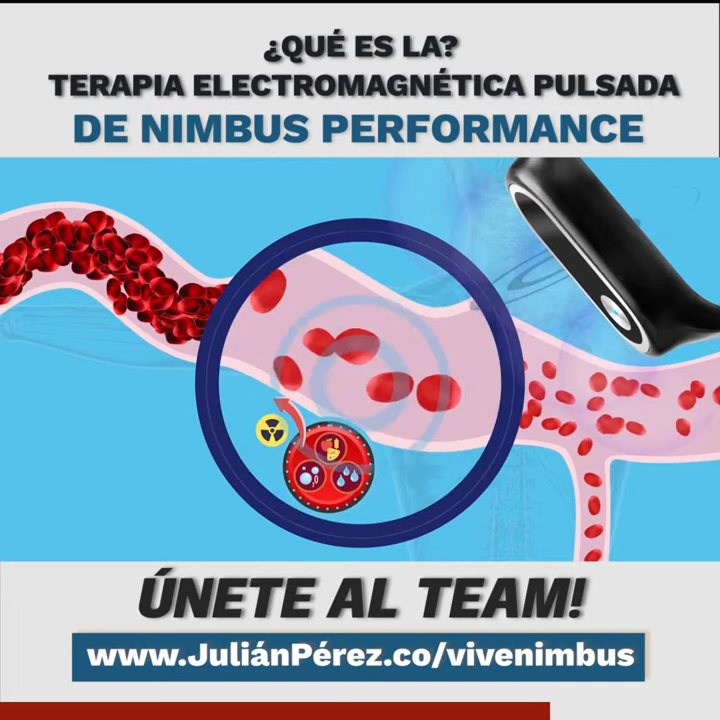 ¿QUÉ ES LA?
TERAPIA ELECTROMAGNÉTICA PULSADA
DE NIMBUS PERFORMANCE
ÚNETE AL TEAM!
www.JuliánPérez.co/vivenimbus